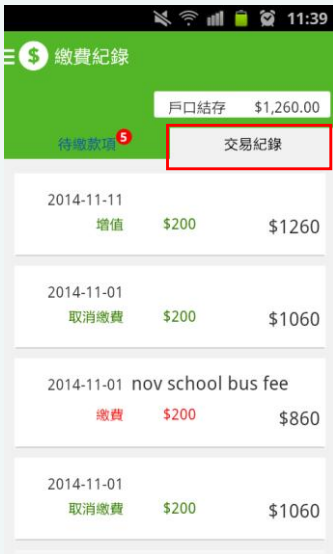 11:39
$ 繳費紀錄
戶口結存 $1,260.00
待繳款項 5
交易紀錄
2014-11-11
增值 $200 $1260
2014-11-01
取消繳費 $200 $1060
2014-11-01 nov school bus fee
繳費 $200 $860
2014-11-01
取消繳費 $200 $1060